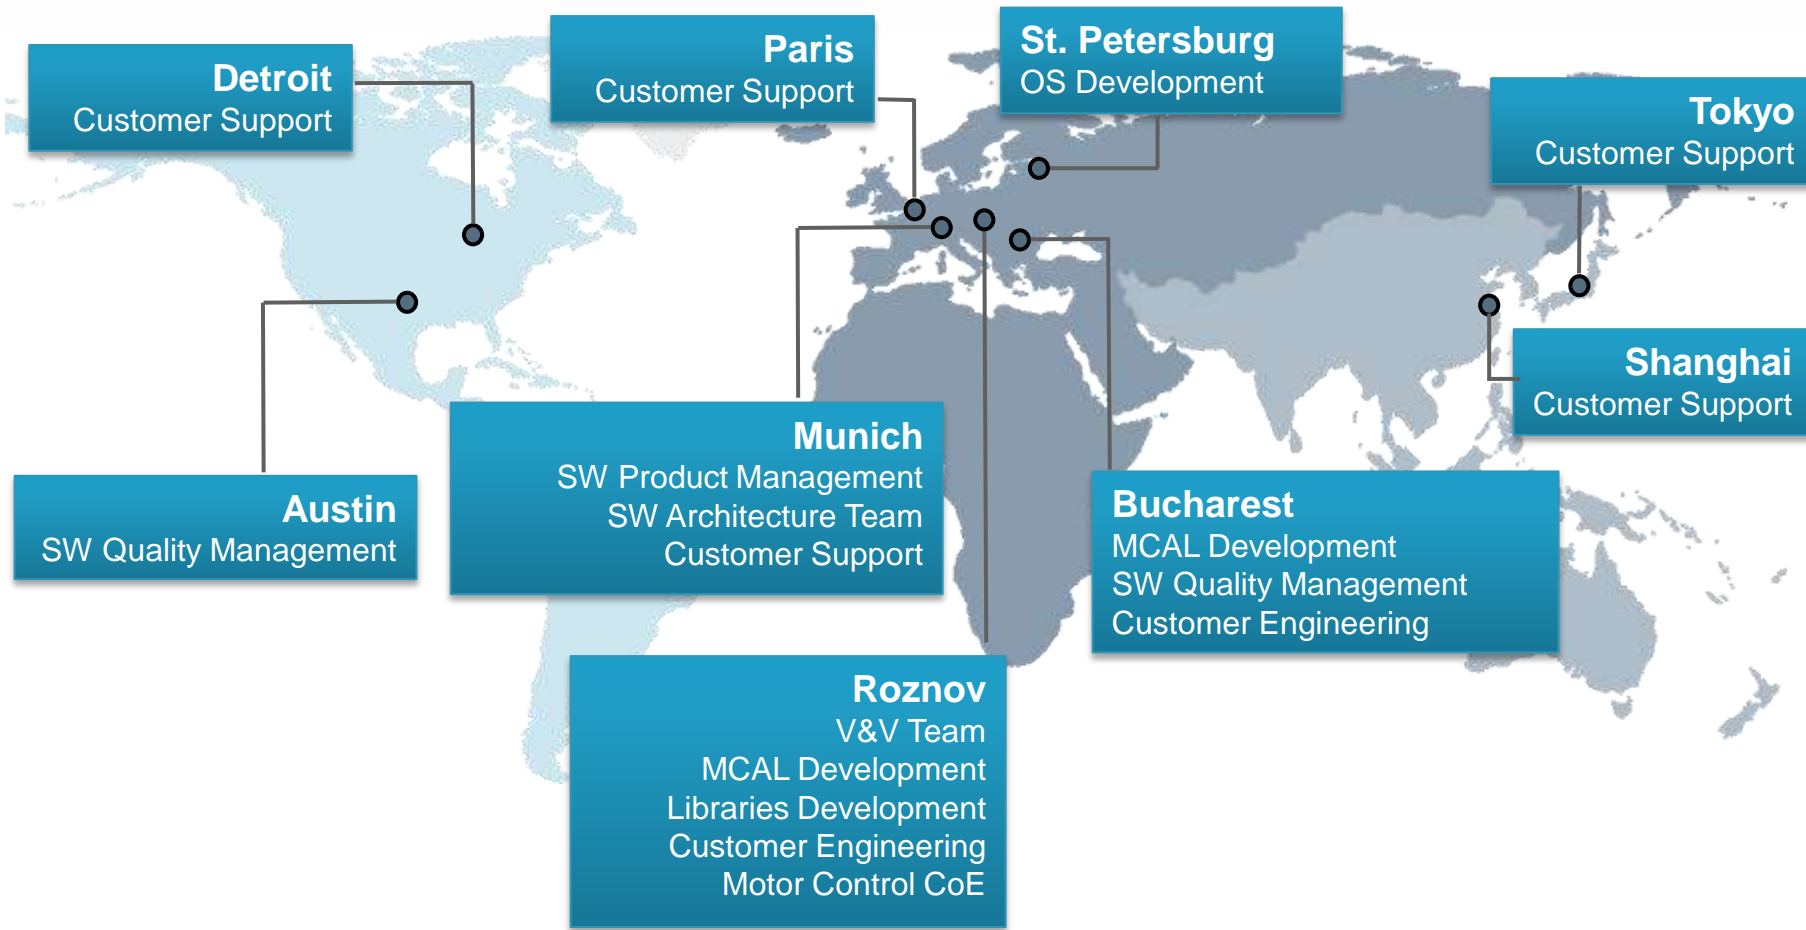 Detroit
Customer Support
Paris
Customer Support
St. Petersburg
OS Development
Tokyo
Customer Support
Shanghai
Customer Support
Austin
SW Quality Management
Munich
SW Product Management
SW Architecture Team
Customer Support
Bucharest
MCAL Development
SW Quality Management
Customer Engineering
Roznov
V&V Team
MCAL Development
Libraries Development
Customer Engineering
Motor Control CoE